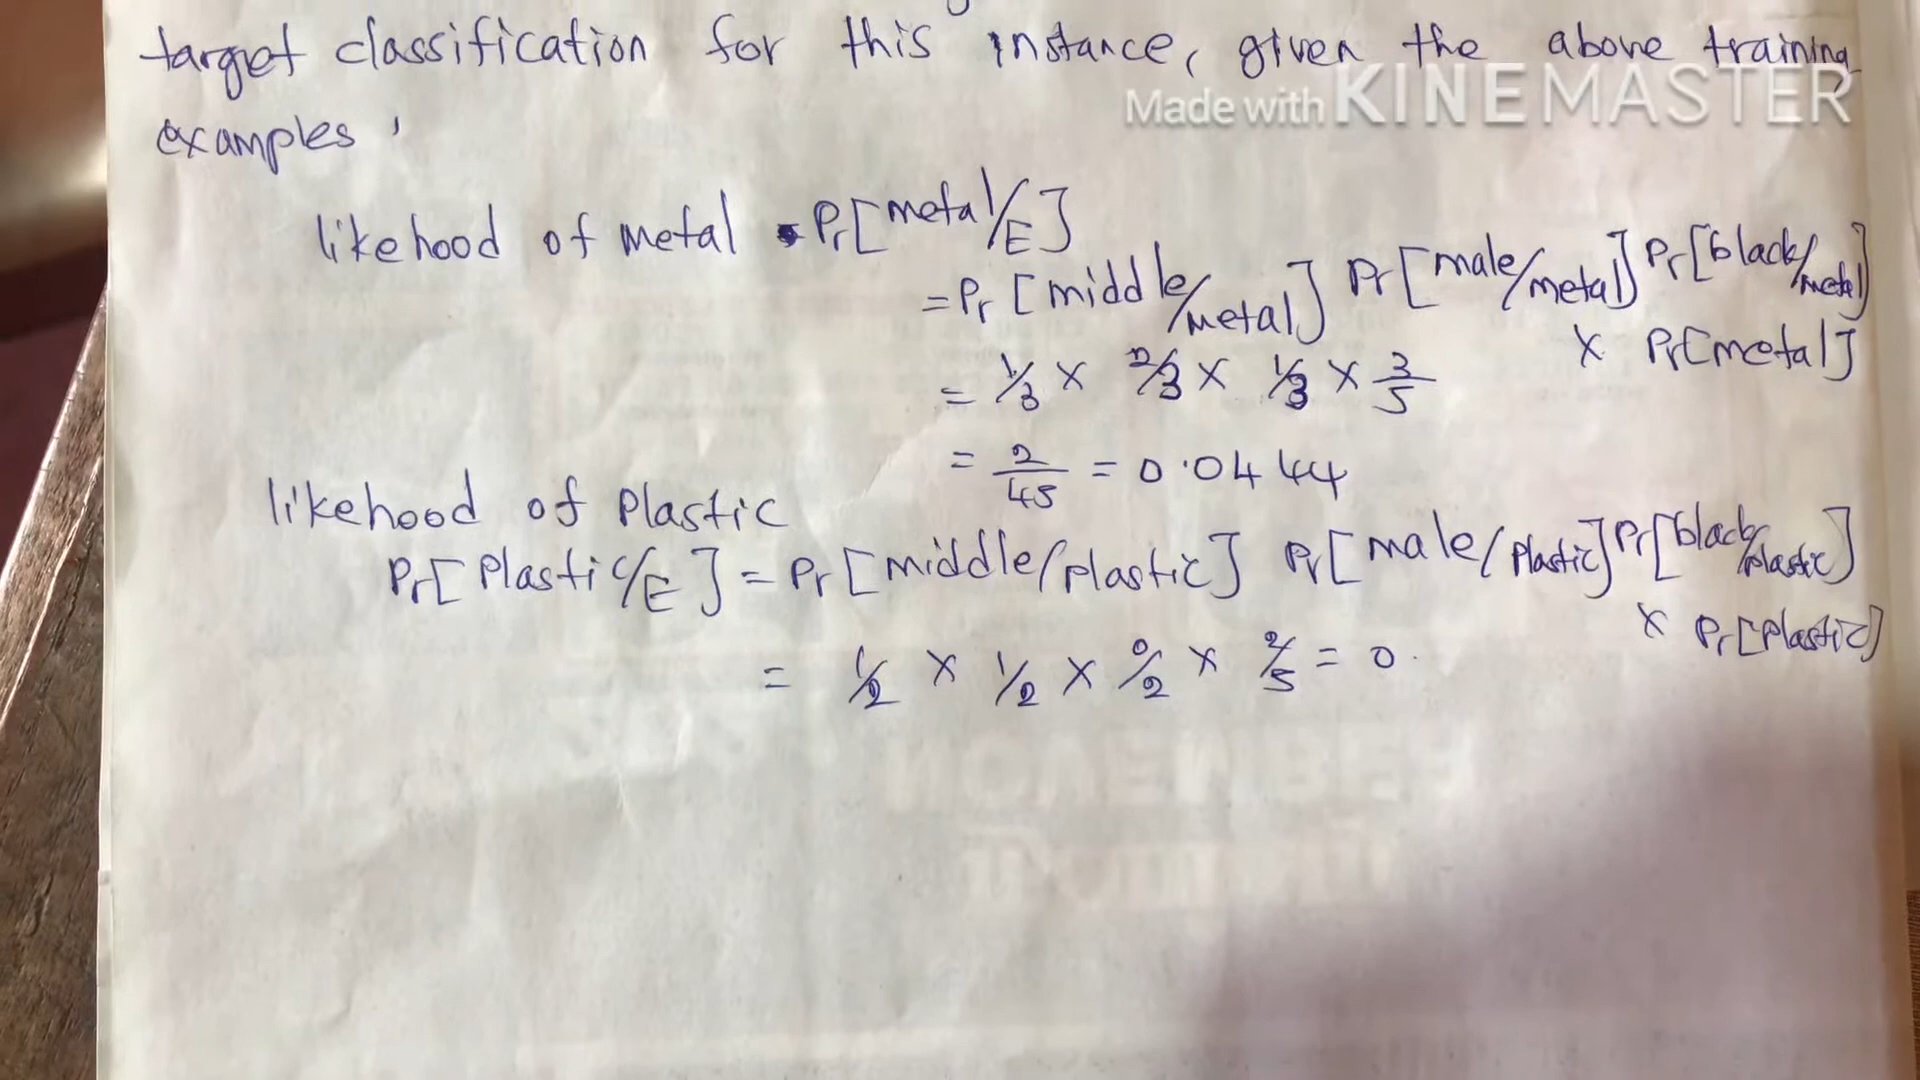 target classification for this instance, given the above training
Made with KINEMASTER
examples,
likehood of metal = Pr[metal/E]
= Pr [middle/metal] Pr[male/metal] Pr[black/metal]
x Pr[metal]
= 1/3 x 2/3 x 1/3 x 3/5
= 2/45 = 0.0444
likehood of Plastic
Pr[Plastic/E] = Pr[middle/plastic] Pr[male/Plastic] Pr[black/plastic]
x Pr[Plastic]
= 1/2 x 1/2 x 0/2 x 2/5 = 0.